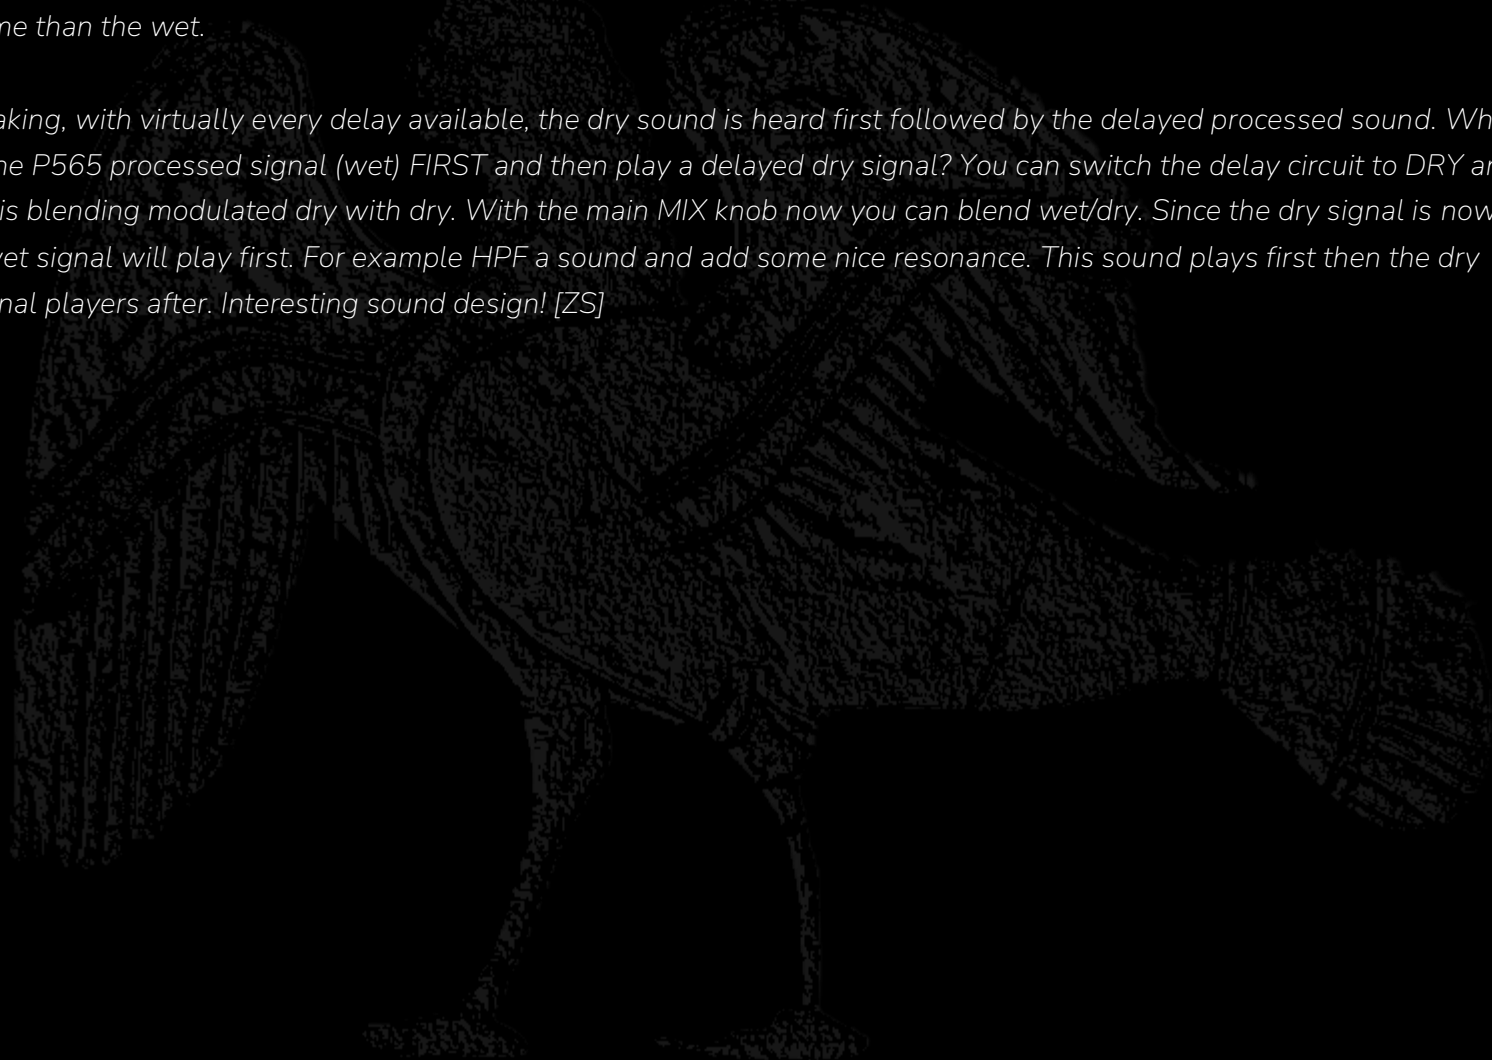 me than the wet.
aking, with virtually every delay available, the dry sound is heard first followed by the delayed processed sound. Wh
he P565 processed signal (wet) FIRST and then play a delayed dry signal? You can switch the delay circuit to DRY an
is blending modulated dry with dry. With the main MIX knob now you can blend wet/dry. Since the dry signal is now
wet signal will play first. For example HPF a sound and add some nice resonance. This sound plays first then the dry
nal players after. Interesting sound design! [ZS]